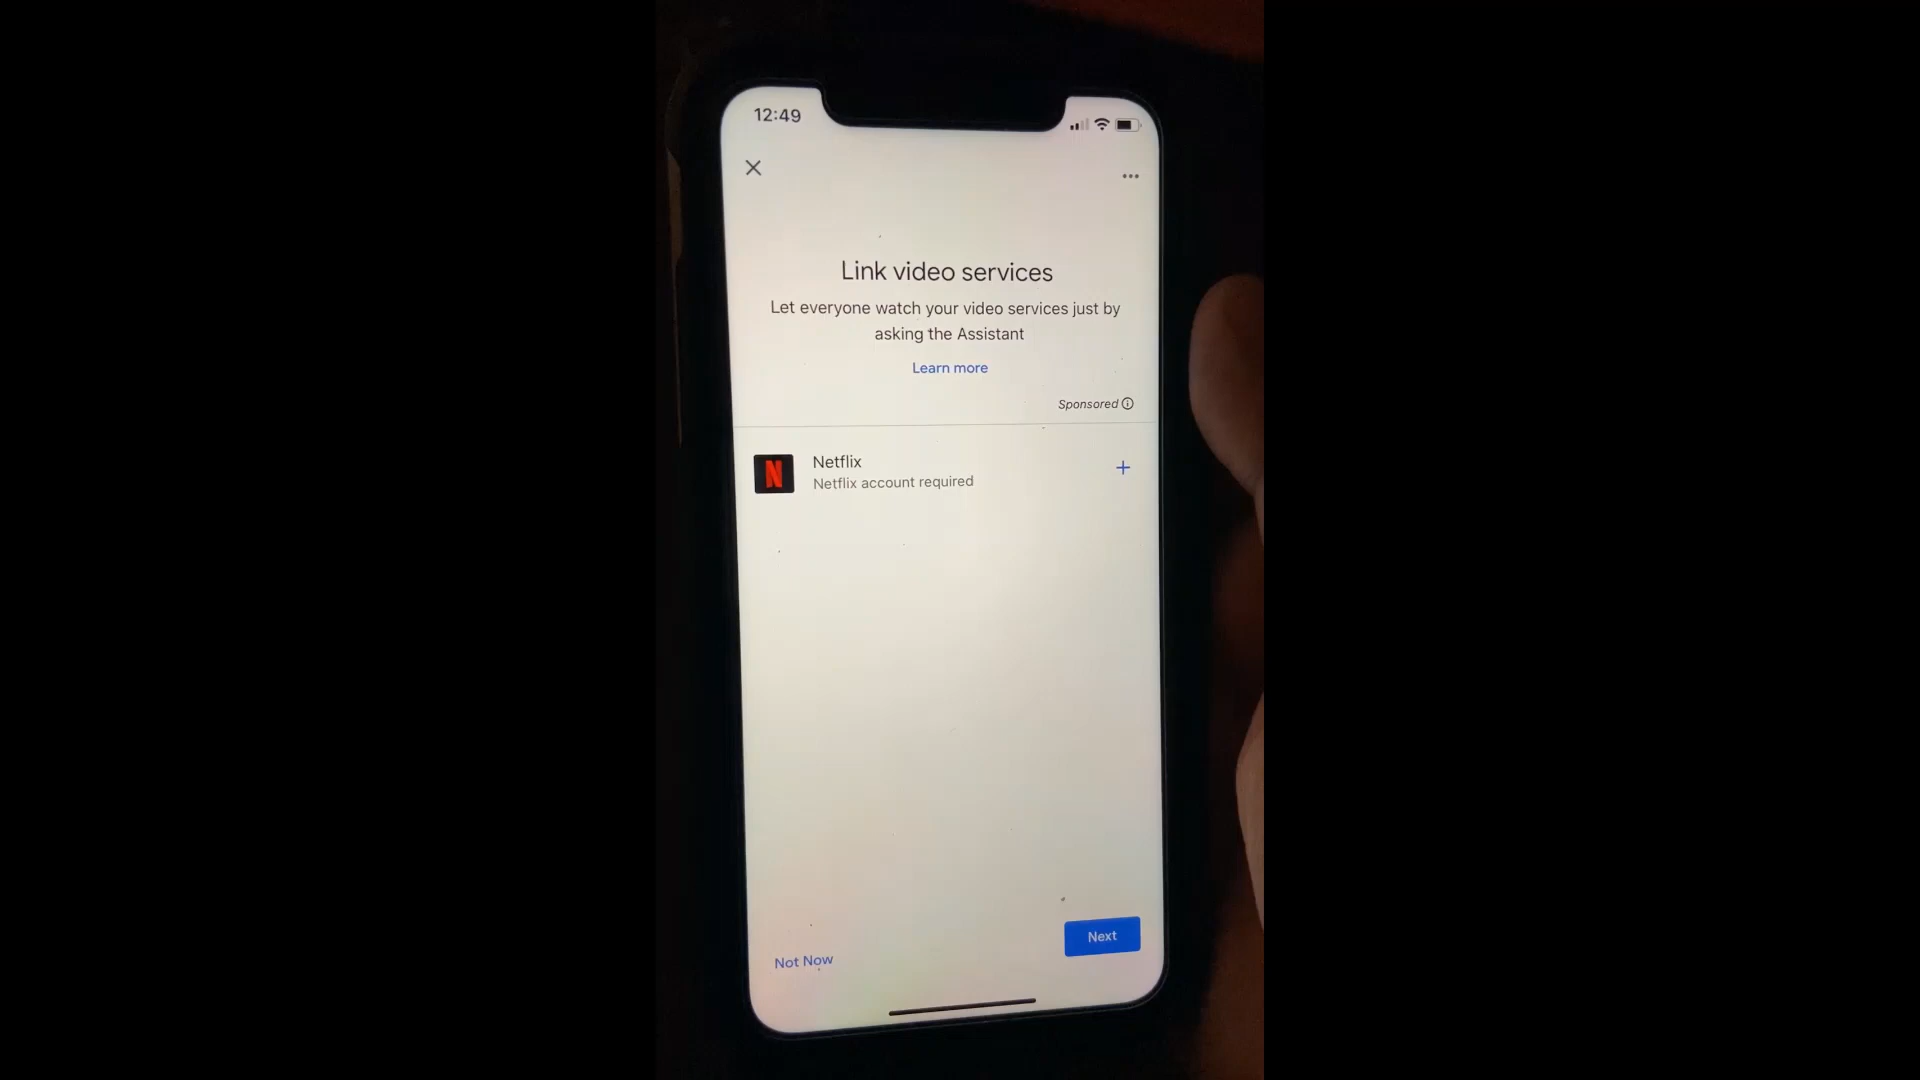 12:49
Link video services
Let everyone watch your video services just by
asking the Assistant
Learn more
Sponsored
N
Netflix
Netflix account required
Next
Not Now